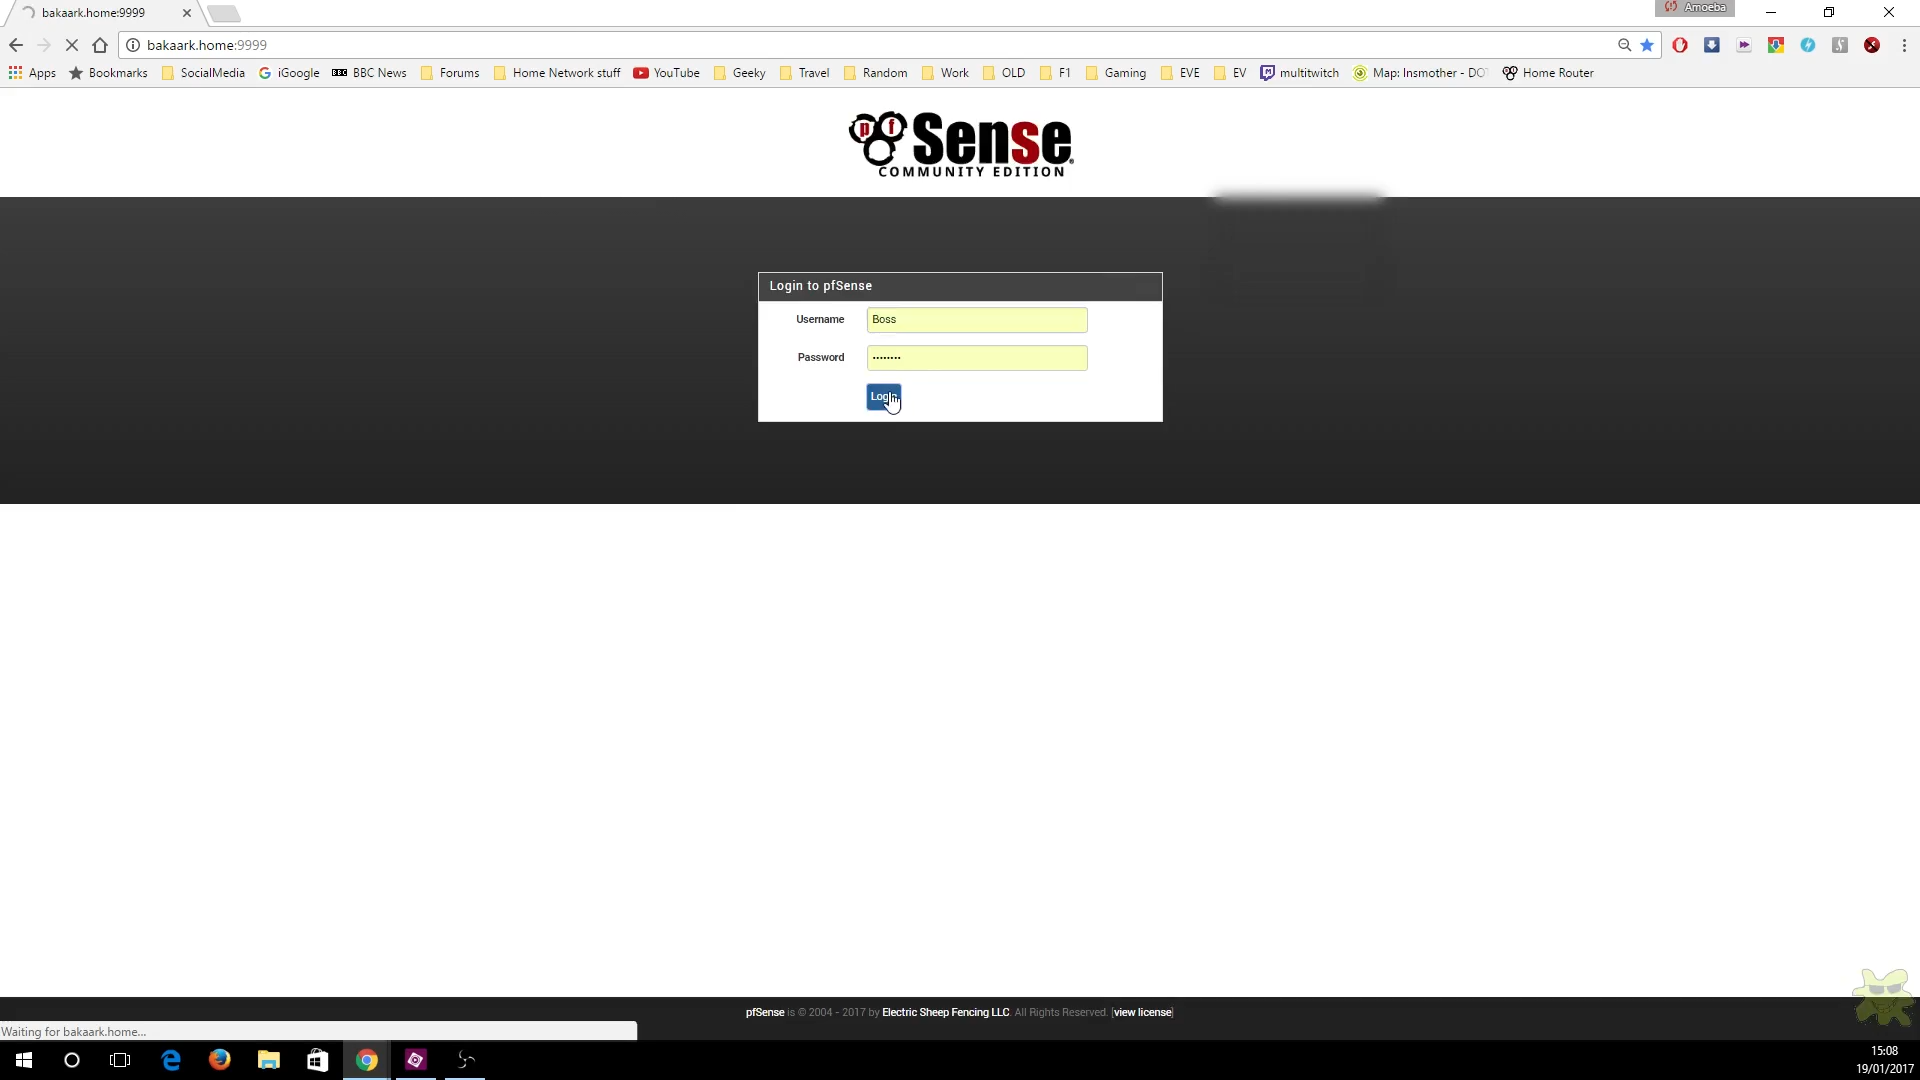 bakaark.home:9999
Amoeba
bakaark.home:9999
Apps Bookmarks SocialMedia iGoogle BBC News Forums Home Network stuff YouTube Geeky Travel Random Work OLD F1 Gaming EVE EV multitwitch Map: Insmother - DO Home Router
pf Sense
COMMUNITY EDITION
Login to pfSense
Username Boss
Password ••••••••
Login
pfSense is © 2004 - 2017 by Electric Sheep Fencing LLC. All Rights Reserved. [view license]
Waiting for bakaark.home...
15:08
19/01/2017